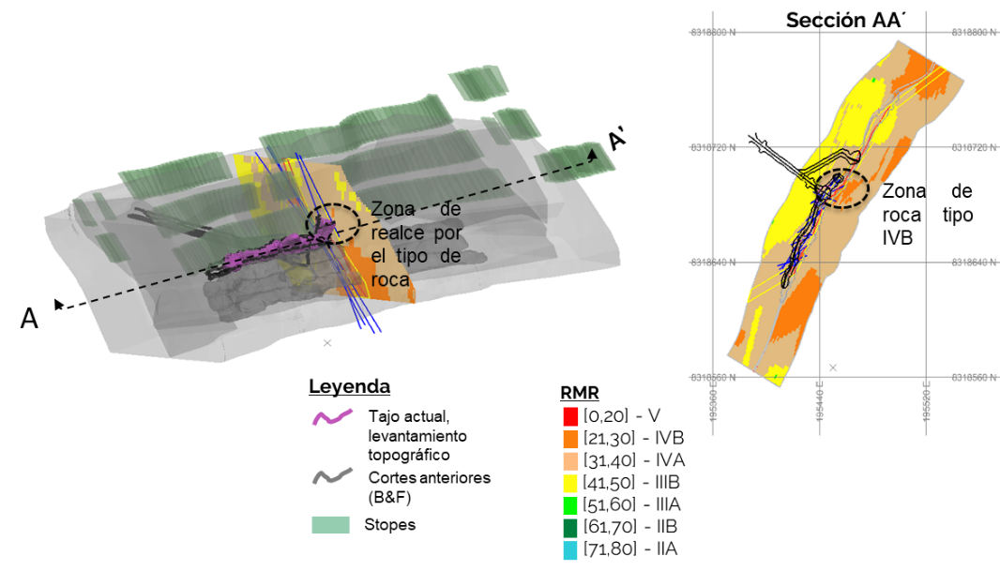 Sección AA´
8318800 N
8318800 N
A'
8318720 N
8318720 N
Zona de
realce por
el tipo de
roca
Zona de
roca tipo
IVB
8318640 N
8318640 N
A
8318560 N
8318560 N
195360 E
195440 E
195520 E
Leyenda
Tajo actual,
levantamiento
topográfico
Cortes anteriores
(B&F)
Stopes
RMR
[0,20] - V
[21,30] - IVB
[31,40] - IVA
[41,50] - IIIB
[51,60] - IIIA
[61,70] - IIB
[71,80] - IIA